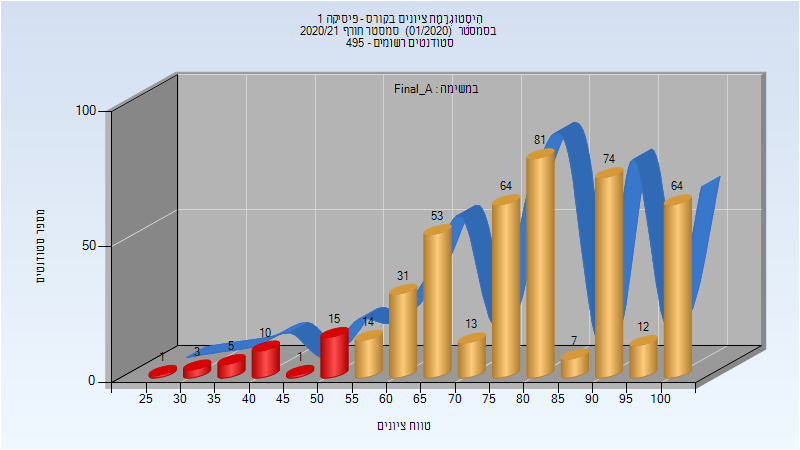 היסטוגרמת ציונים בקורס - פיסיקה 1
בסמסטר (01/2020) סמסטר חורף 2020/21
סטודנטים רשומים - 495
במשימה : Final_A
מספר סטודנטים
100
50
0
1
3
5
10
1
15
14
31
53
13
64
81
7
74
12
64
25 30 35 40 45 50 55 60 65 70 75 80 85 90 95 100
טווח ציונים